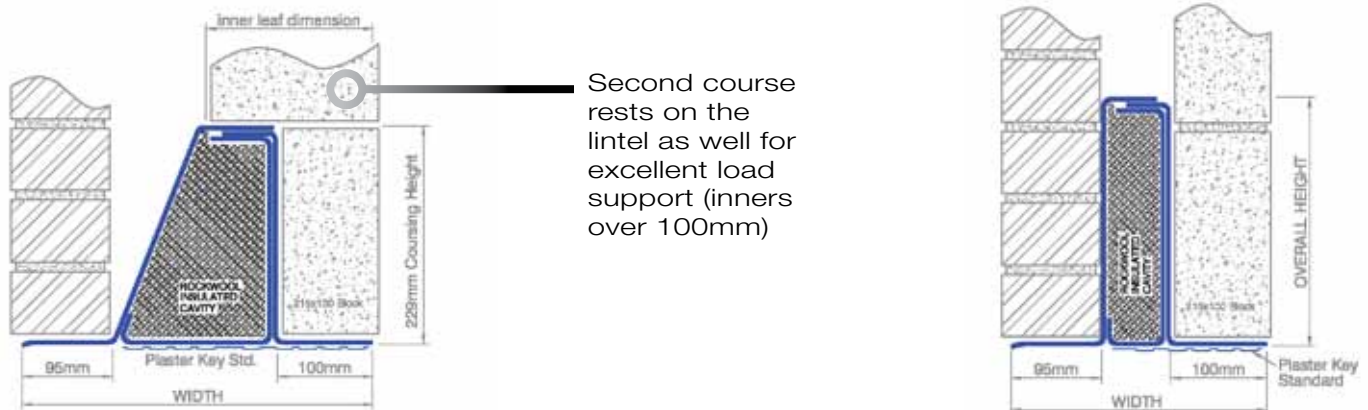 inner leaf dimension
Second course
rests on the
lintel as well for
excellent load
support (inners
over 100mm)
229mm Coursing Height
ROCKWOOL
INSULATED
CAVITY
Block
Plaster Key Std.
95mm
100mm
WIDTH
OVERALL HEIGHT
ROCKWOOL
INSULATED
CAVITY
Block
Plaster Key
Standard
95mm
100mm
WIDTH